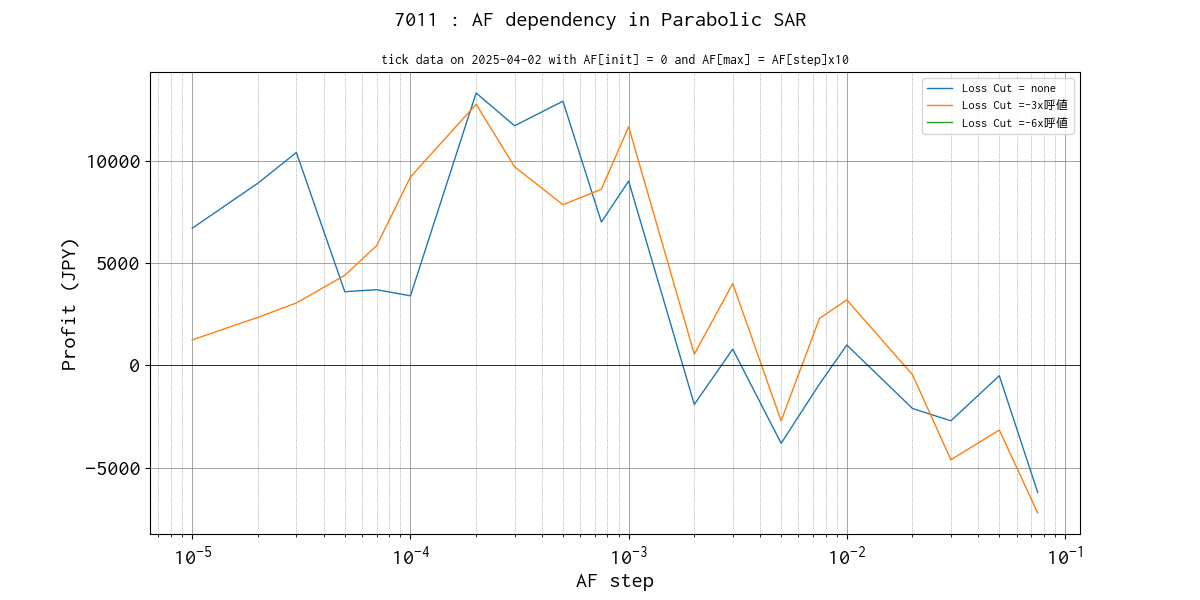 7011 : AF dependency in Parabolic SAR
tick data on 2025-04-02 with AF[init] = 0 and AF[max] = AF[step]x10
Loss Cut = none
Loss Cut =-3x呼値
Loss Cut =-6x呼値
Profit (JPY)
10000
5000
0
−5000
10⁻⁵
10⁻⁴
10⁻³
10⁻²
10⁻¹
AF step